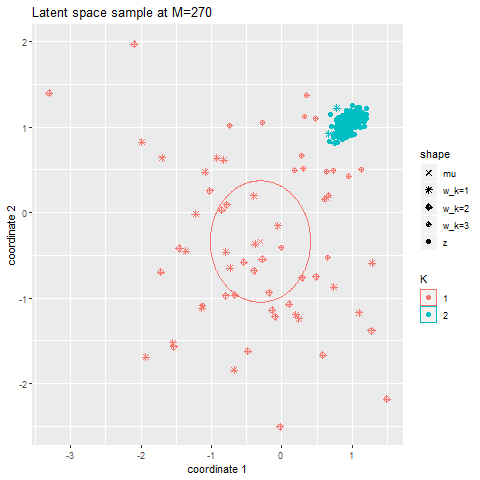 Latent space sample at M=270
2
1
0
-1
-2
coordinate 2
-3
-2
-1
0
1
coordinate 1
shape
mu
w_k=1
w_k=2
w_k=3
z
K
1
2